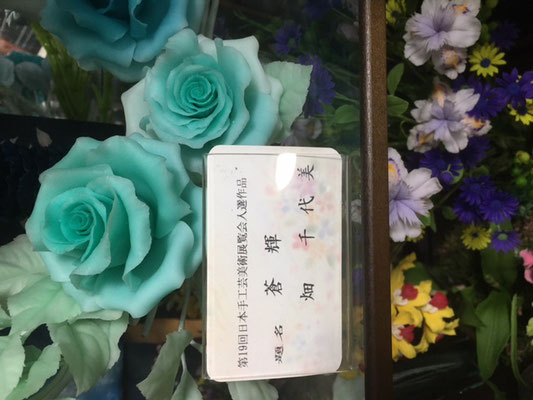 第19回日本手工芸美術展覧会入選作品
題名 蒼輝
畑 千代美